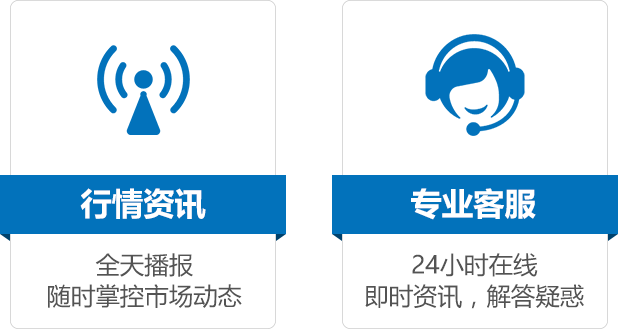 行情资讯
全天播报
随时掌控市场动态
专业客服
24小时在线
即时资讯，解答疑惑